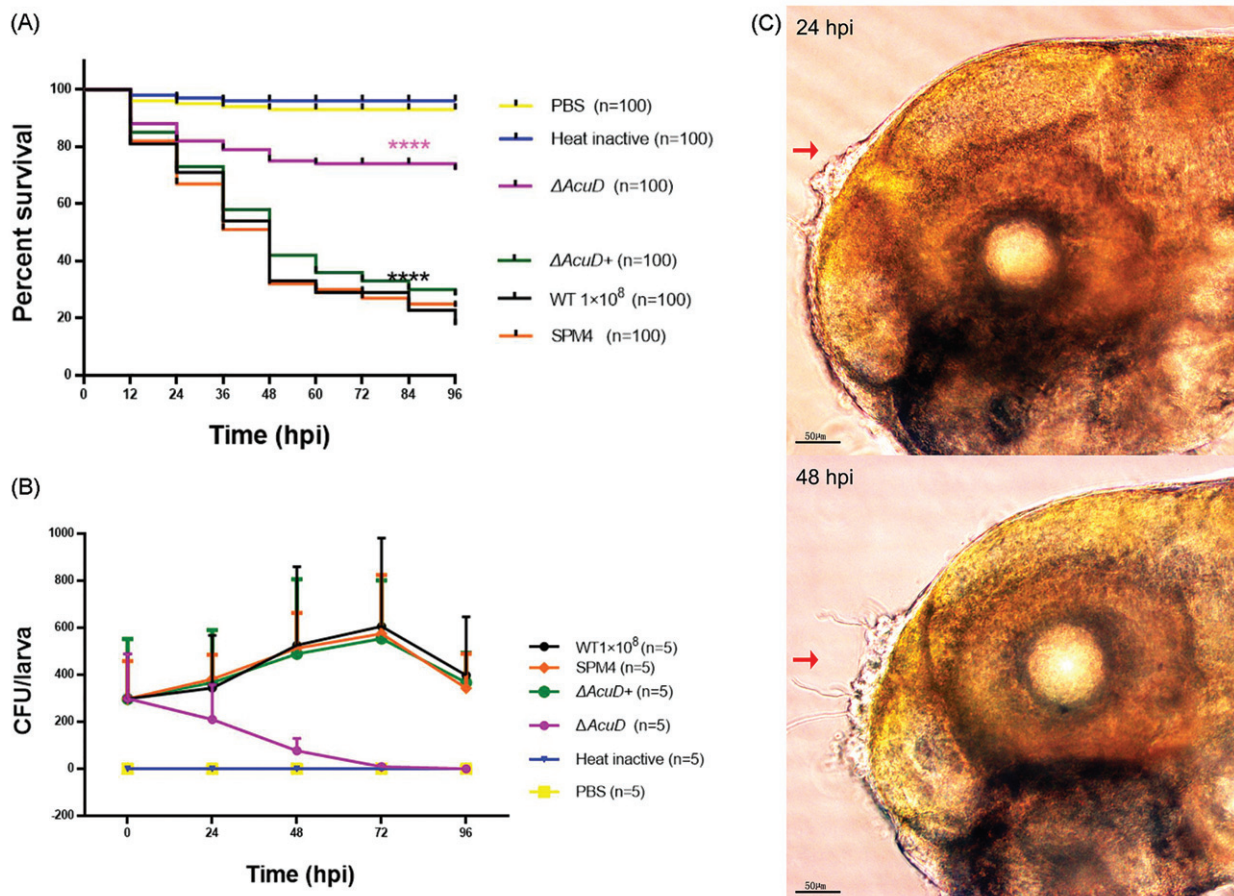 (A)
Percent survival
100
80
60
40
20
0
0 12 24 36 48 60 72 84 96
Time (hpi)
****
****
PBS (n=100)
Heat inactive (n=100)
ΔAcuD (n=100)
ΔAcuD+ (n=100)
WT 1×10⁸ (n=100)
SPM4 (n=100)
(B)
CFU/larva
1000
800
600
400
200
0
-200
0 24 48 72 96
Time (hpi)
WT1×10⁸ (n=5)
SPM4 (n=5)
ΔAcuD+ (n=5)
ΔAcuD (n=5)
Heat inactive (n=5)
PBS (n=5)
(C)
24 hpi
50μm
48 hpi
50μm